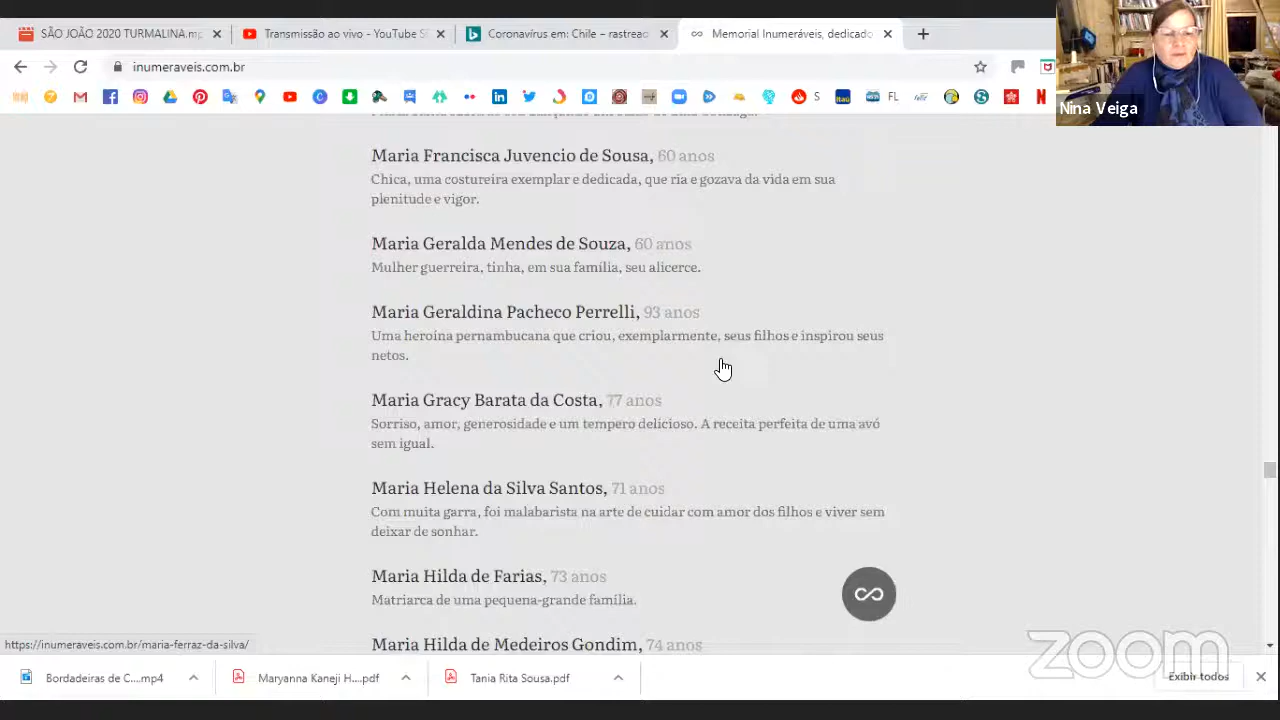 SÃO JOÃO 2020 TURMALINA.mp
Transmissão ao vivo - YouTube S
Coronavírus em: Chile – rastread
Memorial Inumeráveis, dedicado
inumeraveis.com.br
S
Itaú
FL
Nina Veiga
Maria Francisca Juvencio de Sousa, 60 anos
Chica, uma costureira exemplar e dedicada, que ria e gozava da vida em sua
plenitude e vigor.
Maria Geralda Mendes de Souza, 60 anos
Mulher guerreira, tinha, em sua família, seu alicerce.
Maria Geraldina Pacheco Perrelli, 93 anos
Uma heroína pernambucana que criou, exemplarmente, seus filhos e inspirou seus
netos.
Maria Gracy Barata da Costa, 77 anos
Sorriso, amor, generosidade e um tempero delicioso. A receita perfeita de uma avó
sem igual.
Maria Helena da Silva Santos, 71 anos
Com muita garra, foi malabarista na arte de cuidar com amor dos filhos e viver sem
deixar de sonhar.
Maria Hilda de Farias, 73 anos
Matriarca de uma pequena-grande família.
Maria Hilda de Medeiros Gondim, 74 anos
https://inumeraveis.com.br/maria-ferraz-da-silva/
zoom
Bordadeiras de C....mp4
Maryanna Kaneji H....pdf
Tania Rita Sousa.pdf
Exibir todos